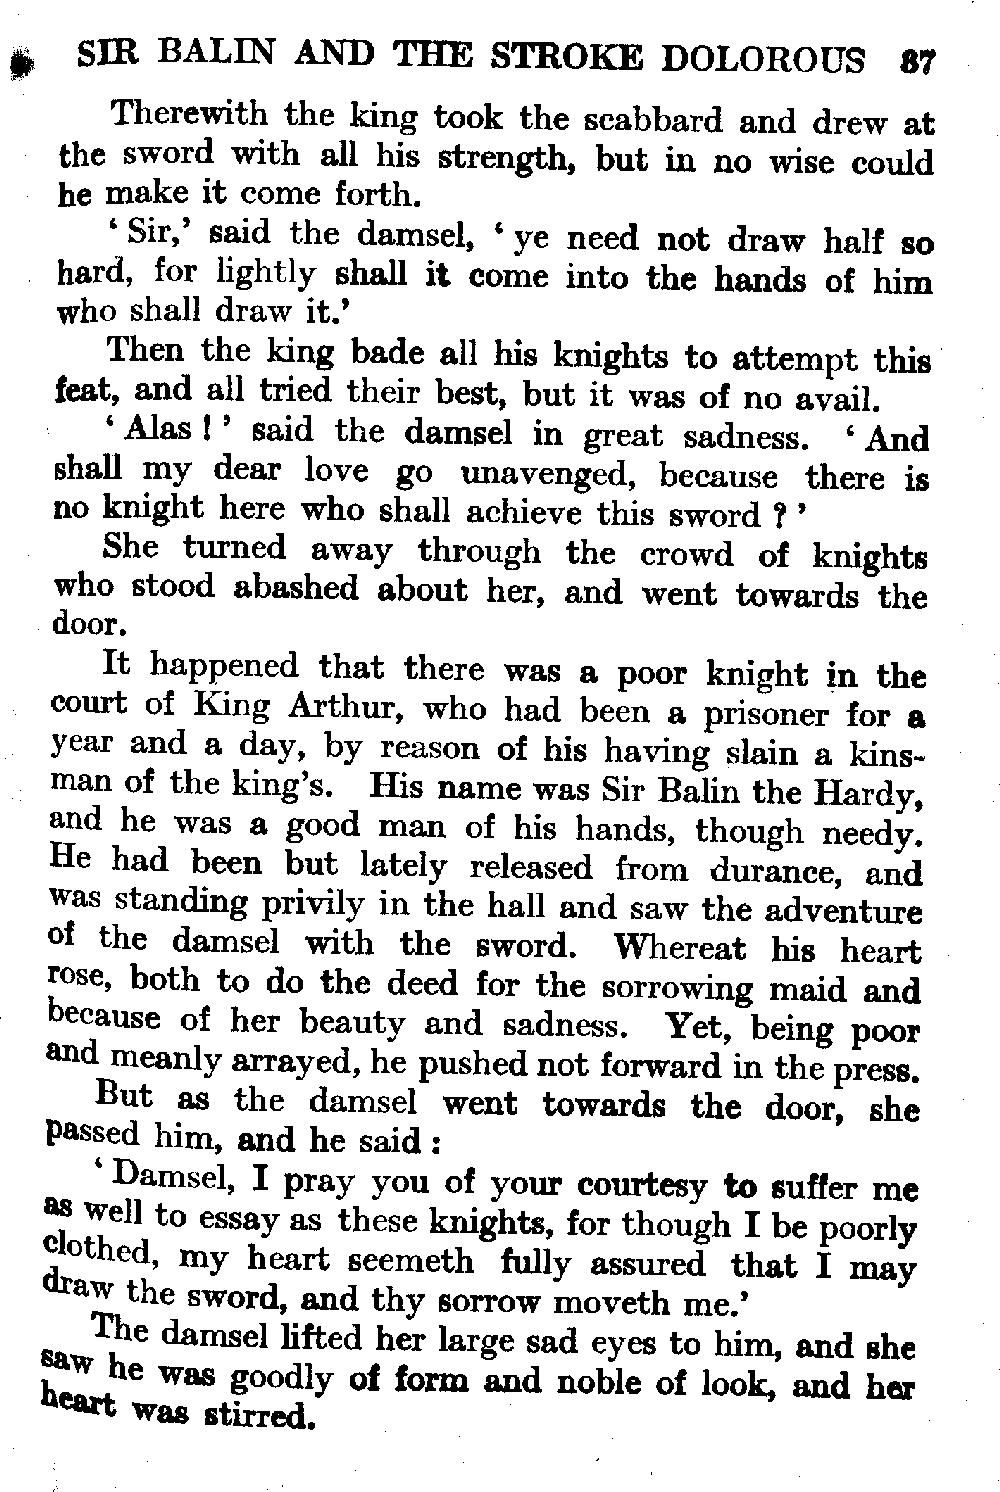 SIR BALIN AND THE STROKE DOLOROUS 37
Therewith the king took the scabbard and drew at
the sword with all his strength, but in no wise could
he make it come forth.
‘ Sir,’ said the damsel, ‘ ye need not draw half so
hard, for lightly shall it come into the hands of him
who shall draw it.’
Then the king bade all his knights to attempt this
feat, and all tried their best, but it was of no avail.
‘ Alas ! ’ said the damsel in great sadness. ‘ And
shall my dear love go unavenged, because there is
no knight here who shall achieve this sword ? ’
She turned away through the crowd of knights
who stood abashed about her, and went towards the
door.
It happened that there was a poor knight in the
court of King Arthur, who had been a prisoner for a
year and a day, by reason of his having slain a kins-
man of the king’s. His name was Sir Balin the Hardy,
and he was a good man of his hands, though needy.
He had been but lately released from durance, and
was standing privily in the hall and saw the adventure
of the damsel with the sword. Whereat his heart
rose, both to do the deed for the sorrowing maid and
because of her beauty and sadness. Yet, being poor
and meanly arrayed, he pushed not forward in the press.
But as the damsel went towards the door, she
passed him, and he said :
‘ Damsel, I pray you of your courtesy to suffer me
as well to essay as these knights, for though I be poorly
clothed, my heart seemeth fully assured that I may
draw the sword, and thy sorrow moveth me.’
The damsel lifted her large sad eyes to him, and she
saw he was goodly of form and noble of look, and her
heart was stirred.